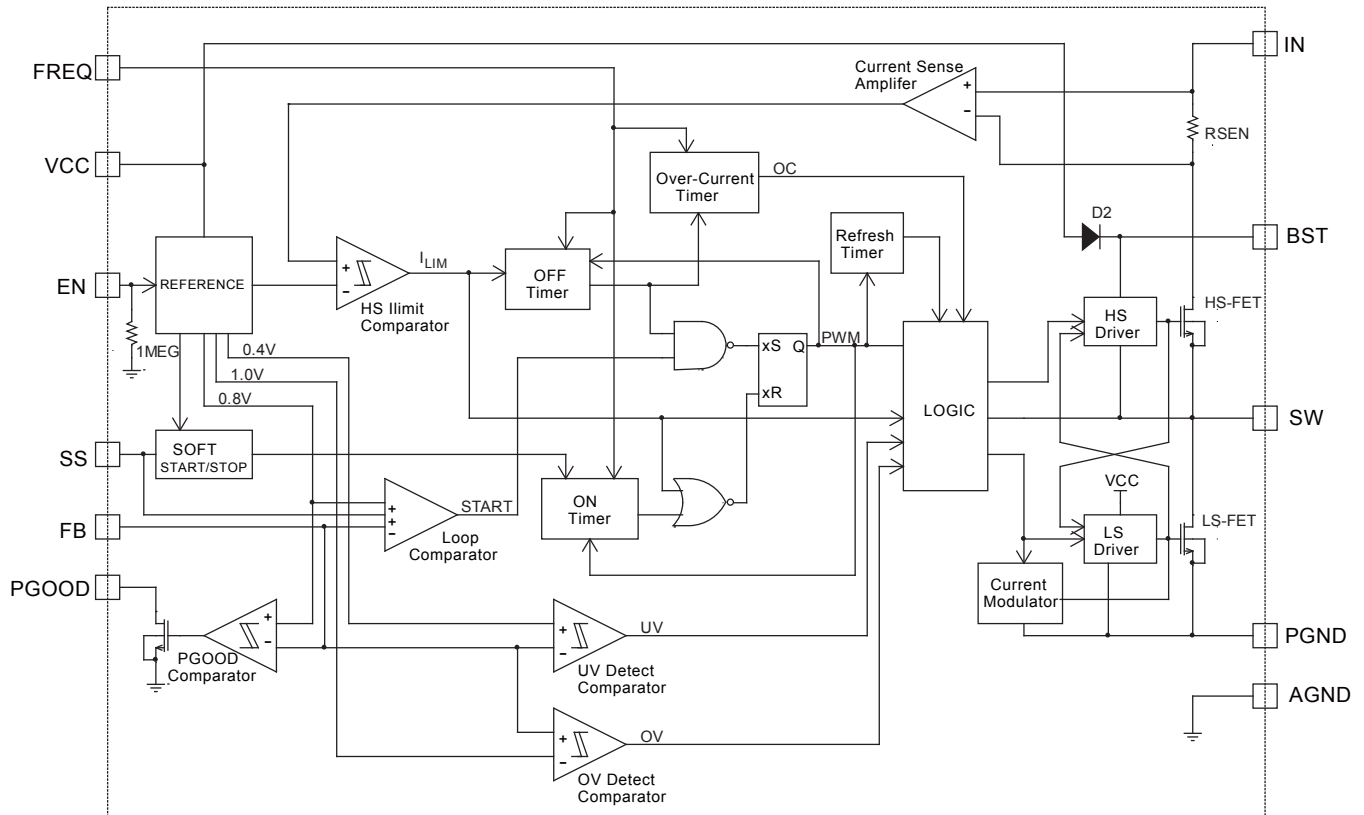 IN
FREQ
Current Sense
Amplifer
+
-
RSEN
VCC
Over-Current
Timer
OC
D2
BST
Refresh
Timer
EN
REFERENCE
+
-
ILIM
HS Ilimit
Comparator
OFF
Timer
HS
Driver
HS-FET
1MEG
0.4V
1.0V
0.8V
xS
Q
xR
PWM
LOGIC
SW
SS
SOFT
START/STOP
VCC
+
+
-
START
Loop
Comparator
ON
Timer
LS
Driver
LS-FET
FB
PGOOD
Current
Modulator
+
-
PGOOD
Comparator
+
-
UV
UV Detect
Comparator
PGND
AGND
+
-
OV
OV Detect
Comparator